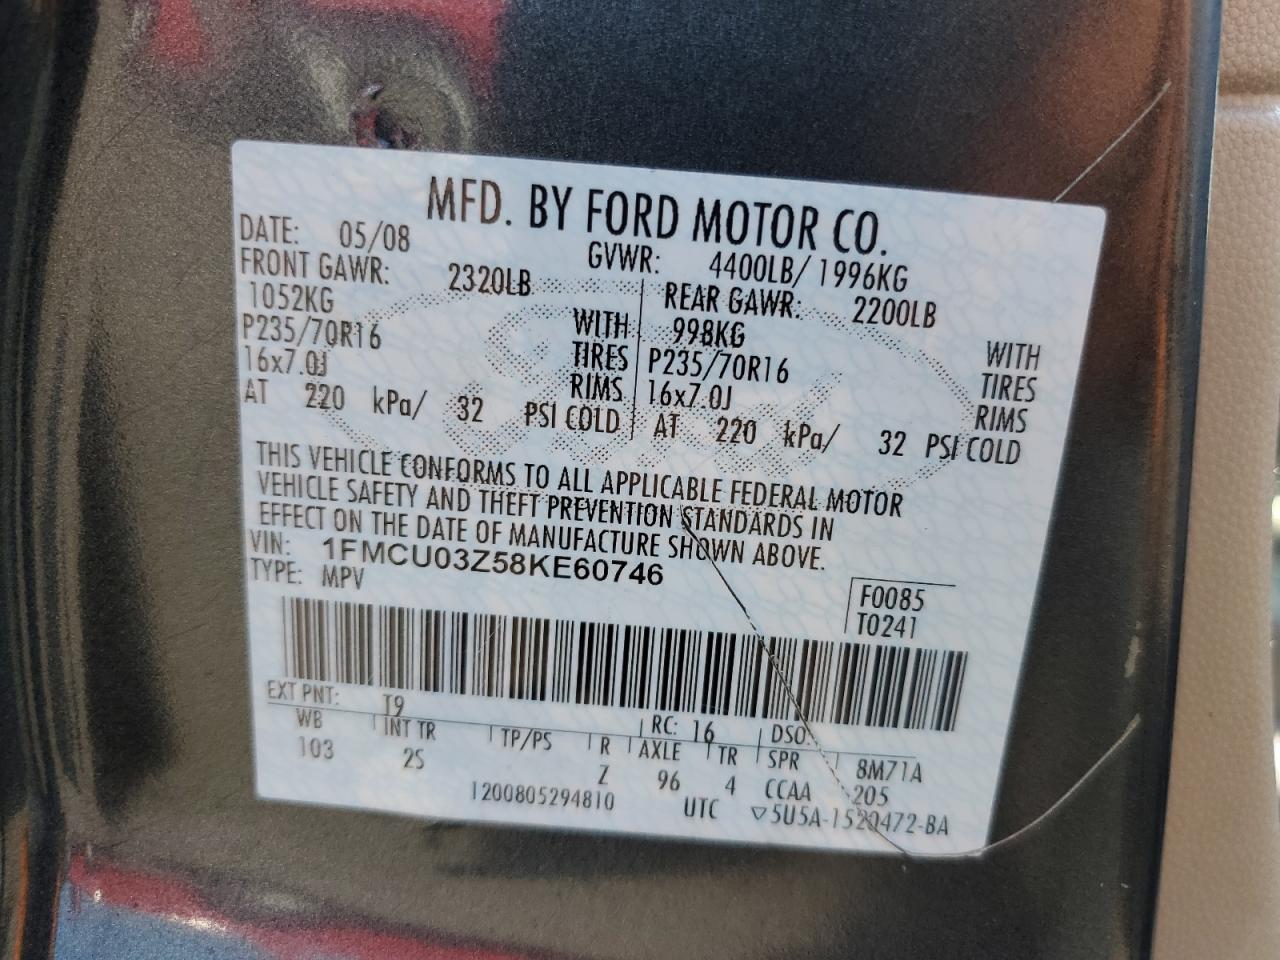 MFD. BY FORD MOTOR CO.
DATE: 05/08 GVWR: 4400LB/ 1996KG
FRONT GAWR: 2320LB REAR GAWR: 2200LB
1052KG WITH 998KG WITH
P235/70R16 TIRES P235/70R16 TIRES
16x7.0J RIMS 16x7.0J RIMS
AT 220 kPa/ 32 PSI COLD AT 220 kPa/ 32 PSI COLD
THIS VEHICLE CONFORMS TO ALL APPLICABLE FEDERAL MOTOR
VEHICLE SAFETY AND THEFT PREVENTION STANDARDS IN
EFFECT ON THE DATE OF MANUFACTURE SHOWN ABOVE.
VIN: 1FMCU03Z58KE60746
TYPE: MPV
F0085
T0241
EXT PNT: T9 RC: 16 DSO:
WB INT TR TP/PS R AXLE TR SPR 8M71A
103 2S Z 96 4 CCAA 205
1200805294810 UTC ▽5U5A-1520472-BA